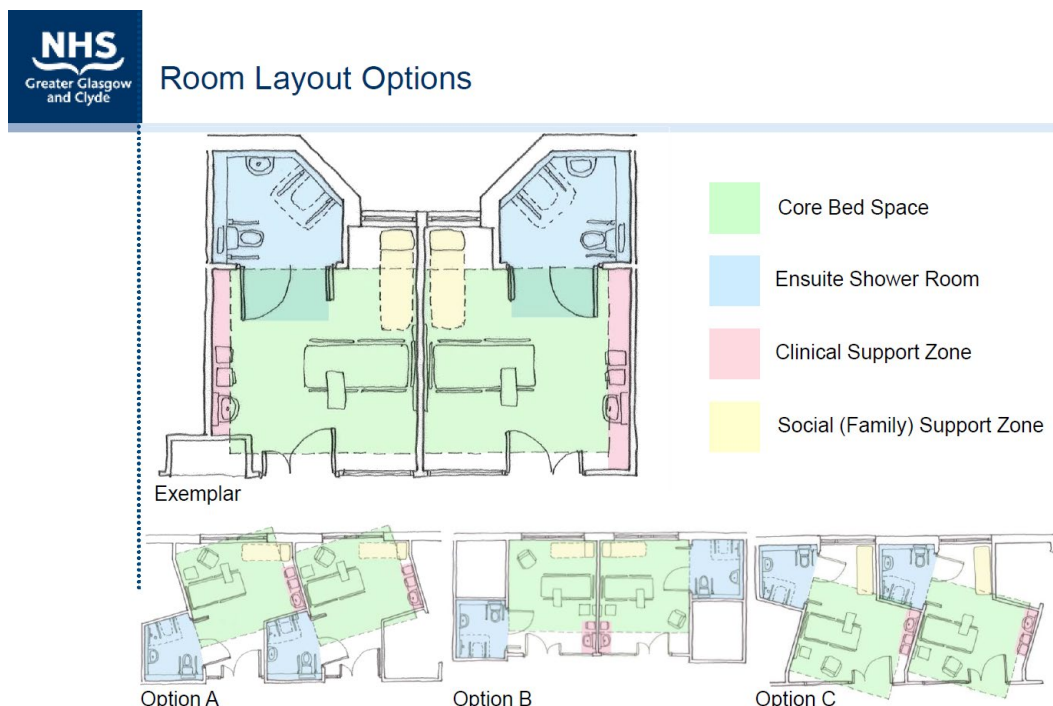 NHS
Greater Glasgow
and Clyde
Room Layout Options
Core Bed Space
Ensuite Shower Room
Clinical Support Zone
Social (Family) Support Zone
Exemplar
Option A
Option B
Option C